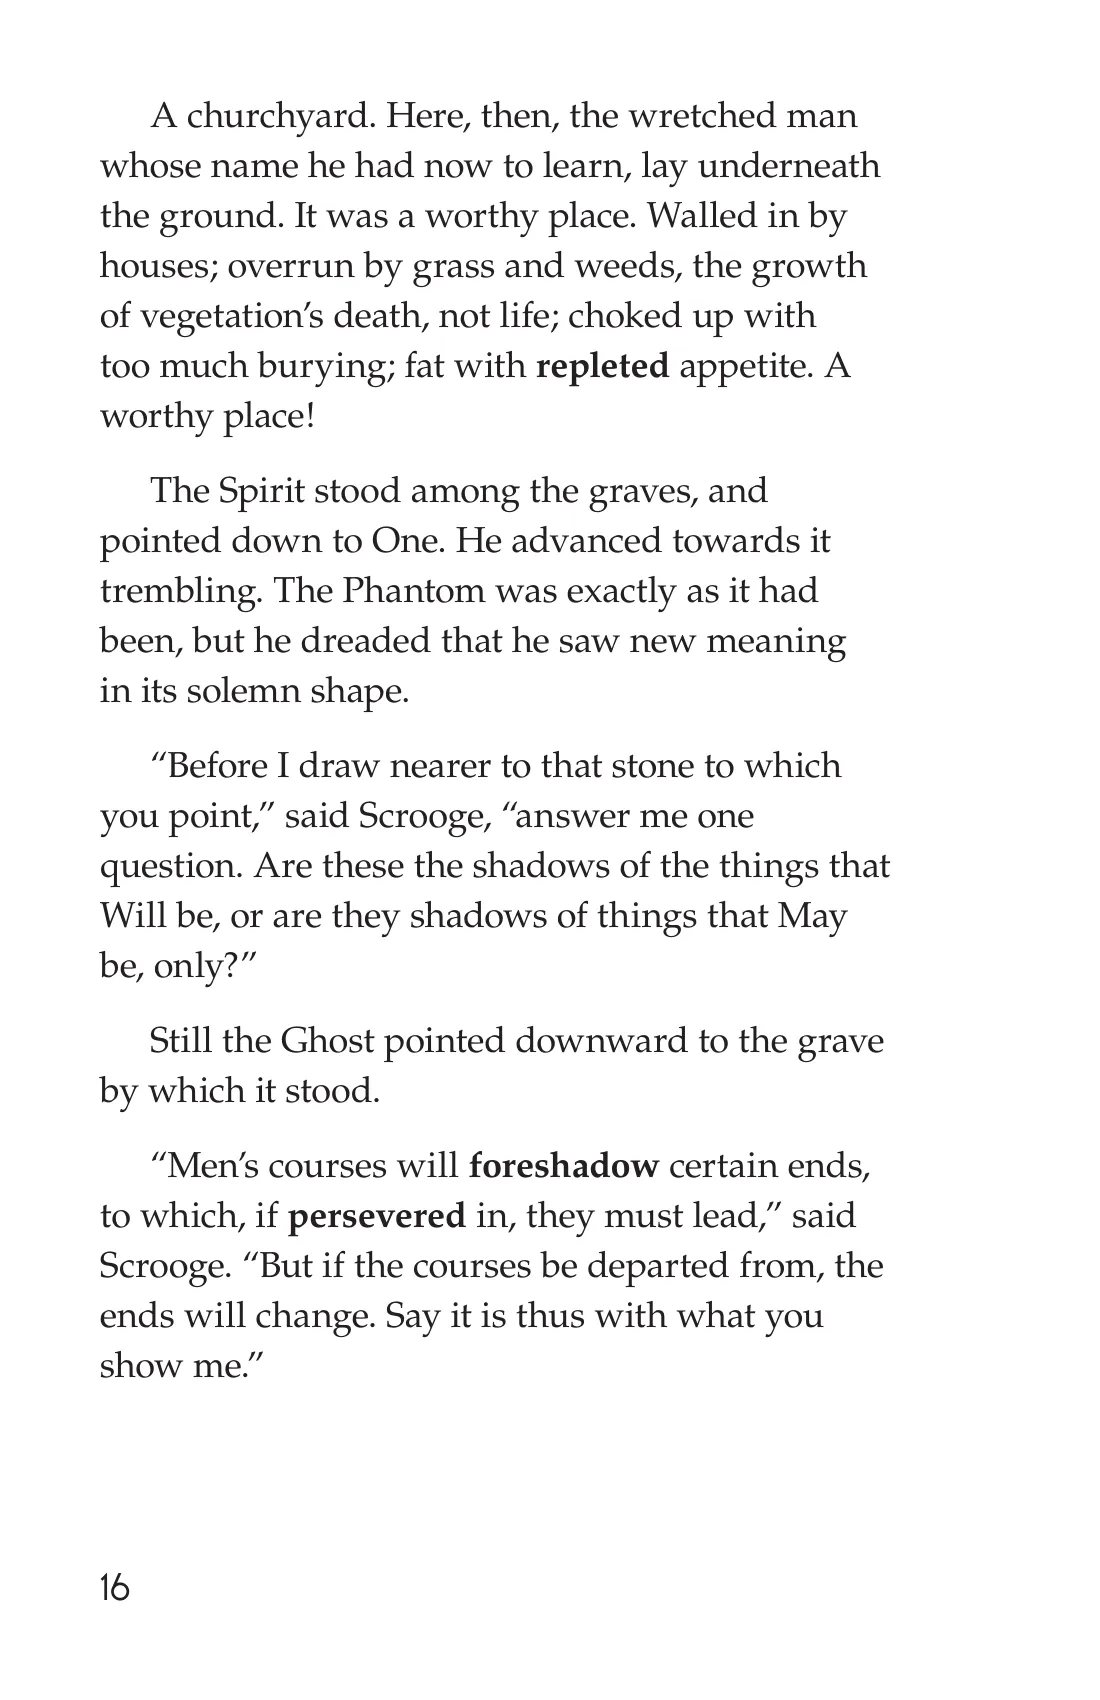 A churchyard. Here, then, the wretched man
whose name he had now to learn, lay underneath
the ground. It was a worthy place. Walled in by
houses; overrun by grass and weeds, the growth
of vegetation’s death, not life; choked up with
too much burying; fat with repleted appetite. A
worthy place!
The Spirit stood among the graves, and
pointed down to One. He advanced towards it
trembling. The Phantom was exactly as it had
been, but he dreaded that he saw new meaning
in its solemn shape.
“Before I draw nearer to that stone to which
you point,” said Scrooge, “answer me one
question. Are these the shadows of the things that
Will be, or are they shadows of things that May
be, only?”
Still the Ghost pointed downward to the grave
by which it stood.
“Men’s courses will foreshadow certain ends,
to which, if persevered in, they must lead,” said
Scrooge. “But if the courses be departed from, the
ends will change. Say it is thus with what you
show me.”
16